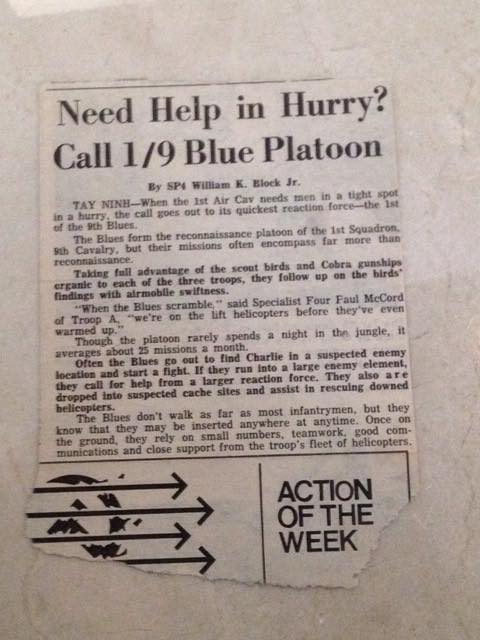 Need Help in Hurry?
Call 1/9 Blue Platoon
By SP4 William K. Block Jr.
TAY NINH—When the 1st Air Cav needs men in a tight spot
in a hurry, the call goes out to its quickest reaction force—the 1st
of the 9th Blues.
The Blues form the reconnaissance platoon of the 1st Squadron,
9th Cavalry, but their missions often encompass far more than
reconnaissance.
Taking full advantage of the scout birds and Cobra gunships
organic to each of the three troops, they follow up on the birds'
findings with airmobile swiftness.
"When the Blues scramble," said Specialist Four Faul McCord
of Troop A, "we're on the lift helicopters before they've even
warmed up."
Though the platoon rarely spends a night in the jungle, it
averages about 25 missions a month.
Often the Blues go out to find Charlie in a suspected enemy
location and start a fight. If they run into a large enemy element,
they call for help from a larger reaction force. They also are
dropped into suspected cache sites and assist in rescuing downed
helicopters.
The Blues don't walk as far as most infantrymen, but they
know that they may be inserted anywhere at anytime. Once on
the ground, they rely on small numbers, teamwork, good com-
munications and close support from the troop's fleet of helicopters.
ACTION
OF THE
WEEK